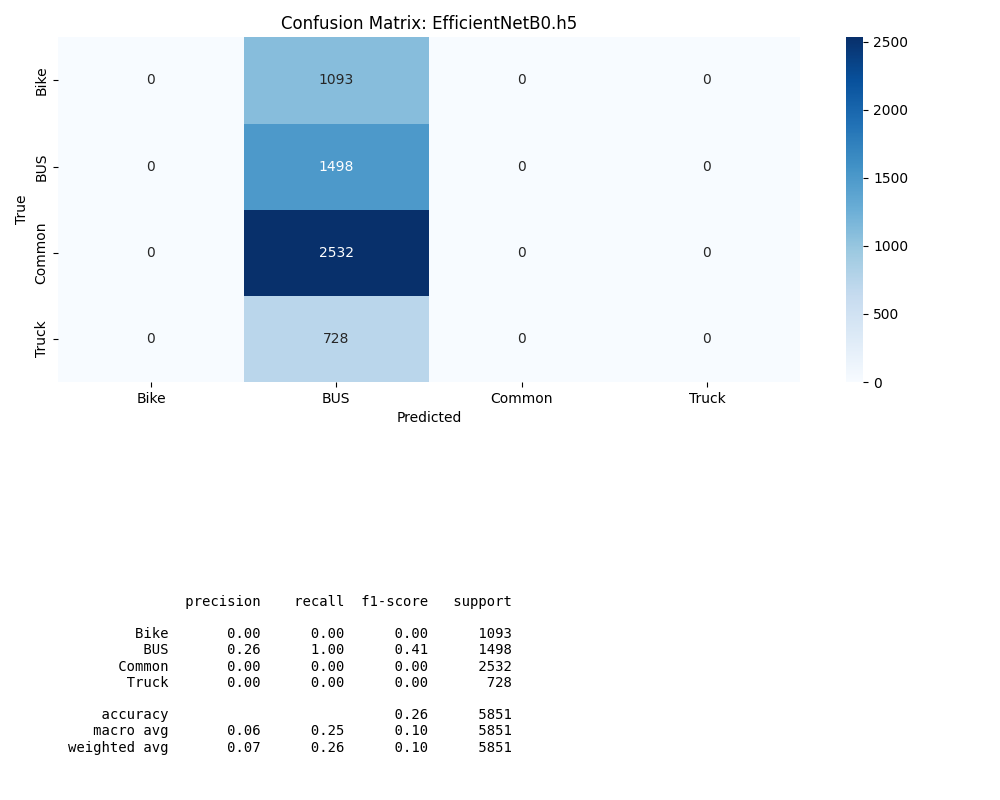 Confusion Matrix: EfficientNetB0.h5
Bike 0 1093 0 0
BUS 0 1498 0 0
Common 0 2532 0 0
Truck 0 728 0 0
True
Bike BUS Common Truck
Predicted
2500
2000
1500
1000
500
0
precision recall f1-score support
Bike 0.00 0.00 0.00 1093
BUS 0.26 1.00 0.41 1498
Common 0.00 0.00 0.00 2532
Truck 0.00 0.00 0.00 728
accuracy 0.26 5851
macro avg 0.06 0.25 0.10 5851
weighted avg 0.07 0.26 0.10 5851